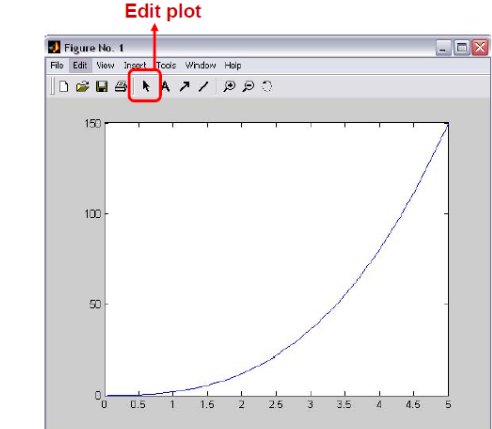 Edit plot
Figure No. 1
File Edit View Insert Tools Window Help
A
150
100
50
0
0 0.5 1 1.5 2 2.5 3 3.5 4 4.5 5